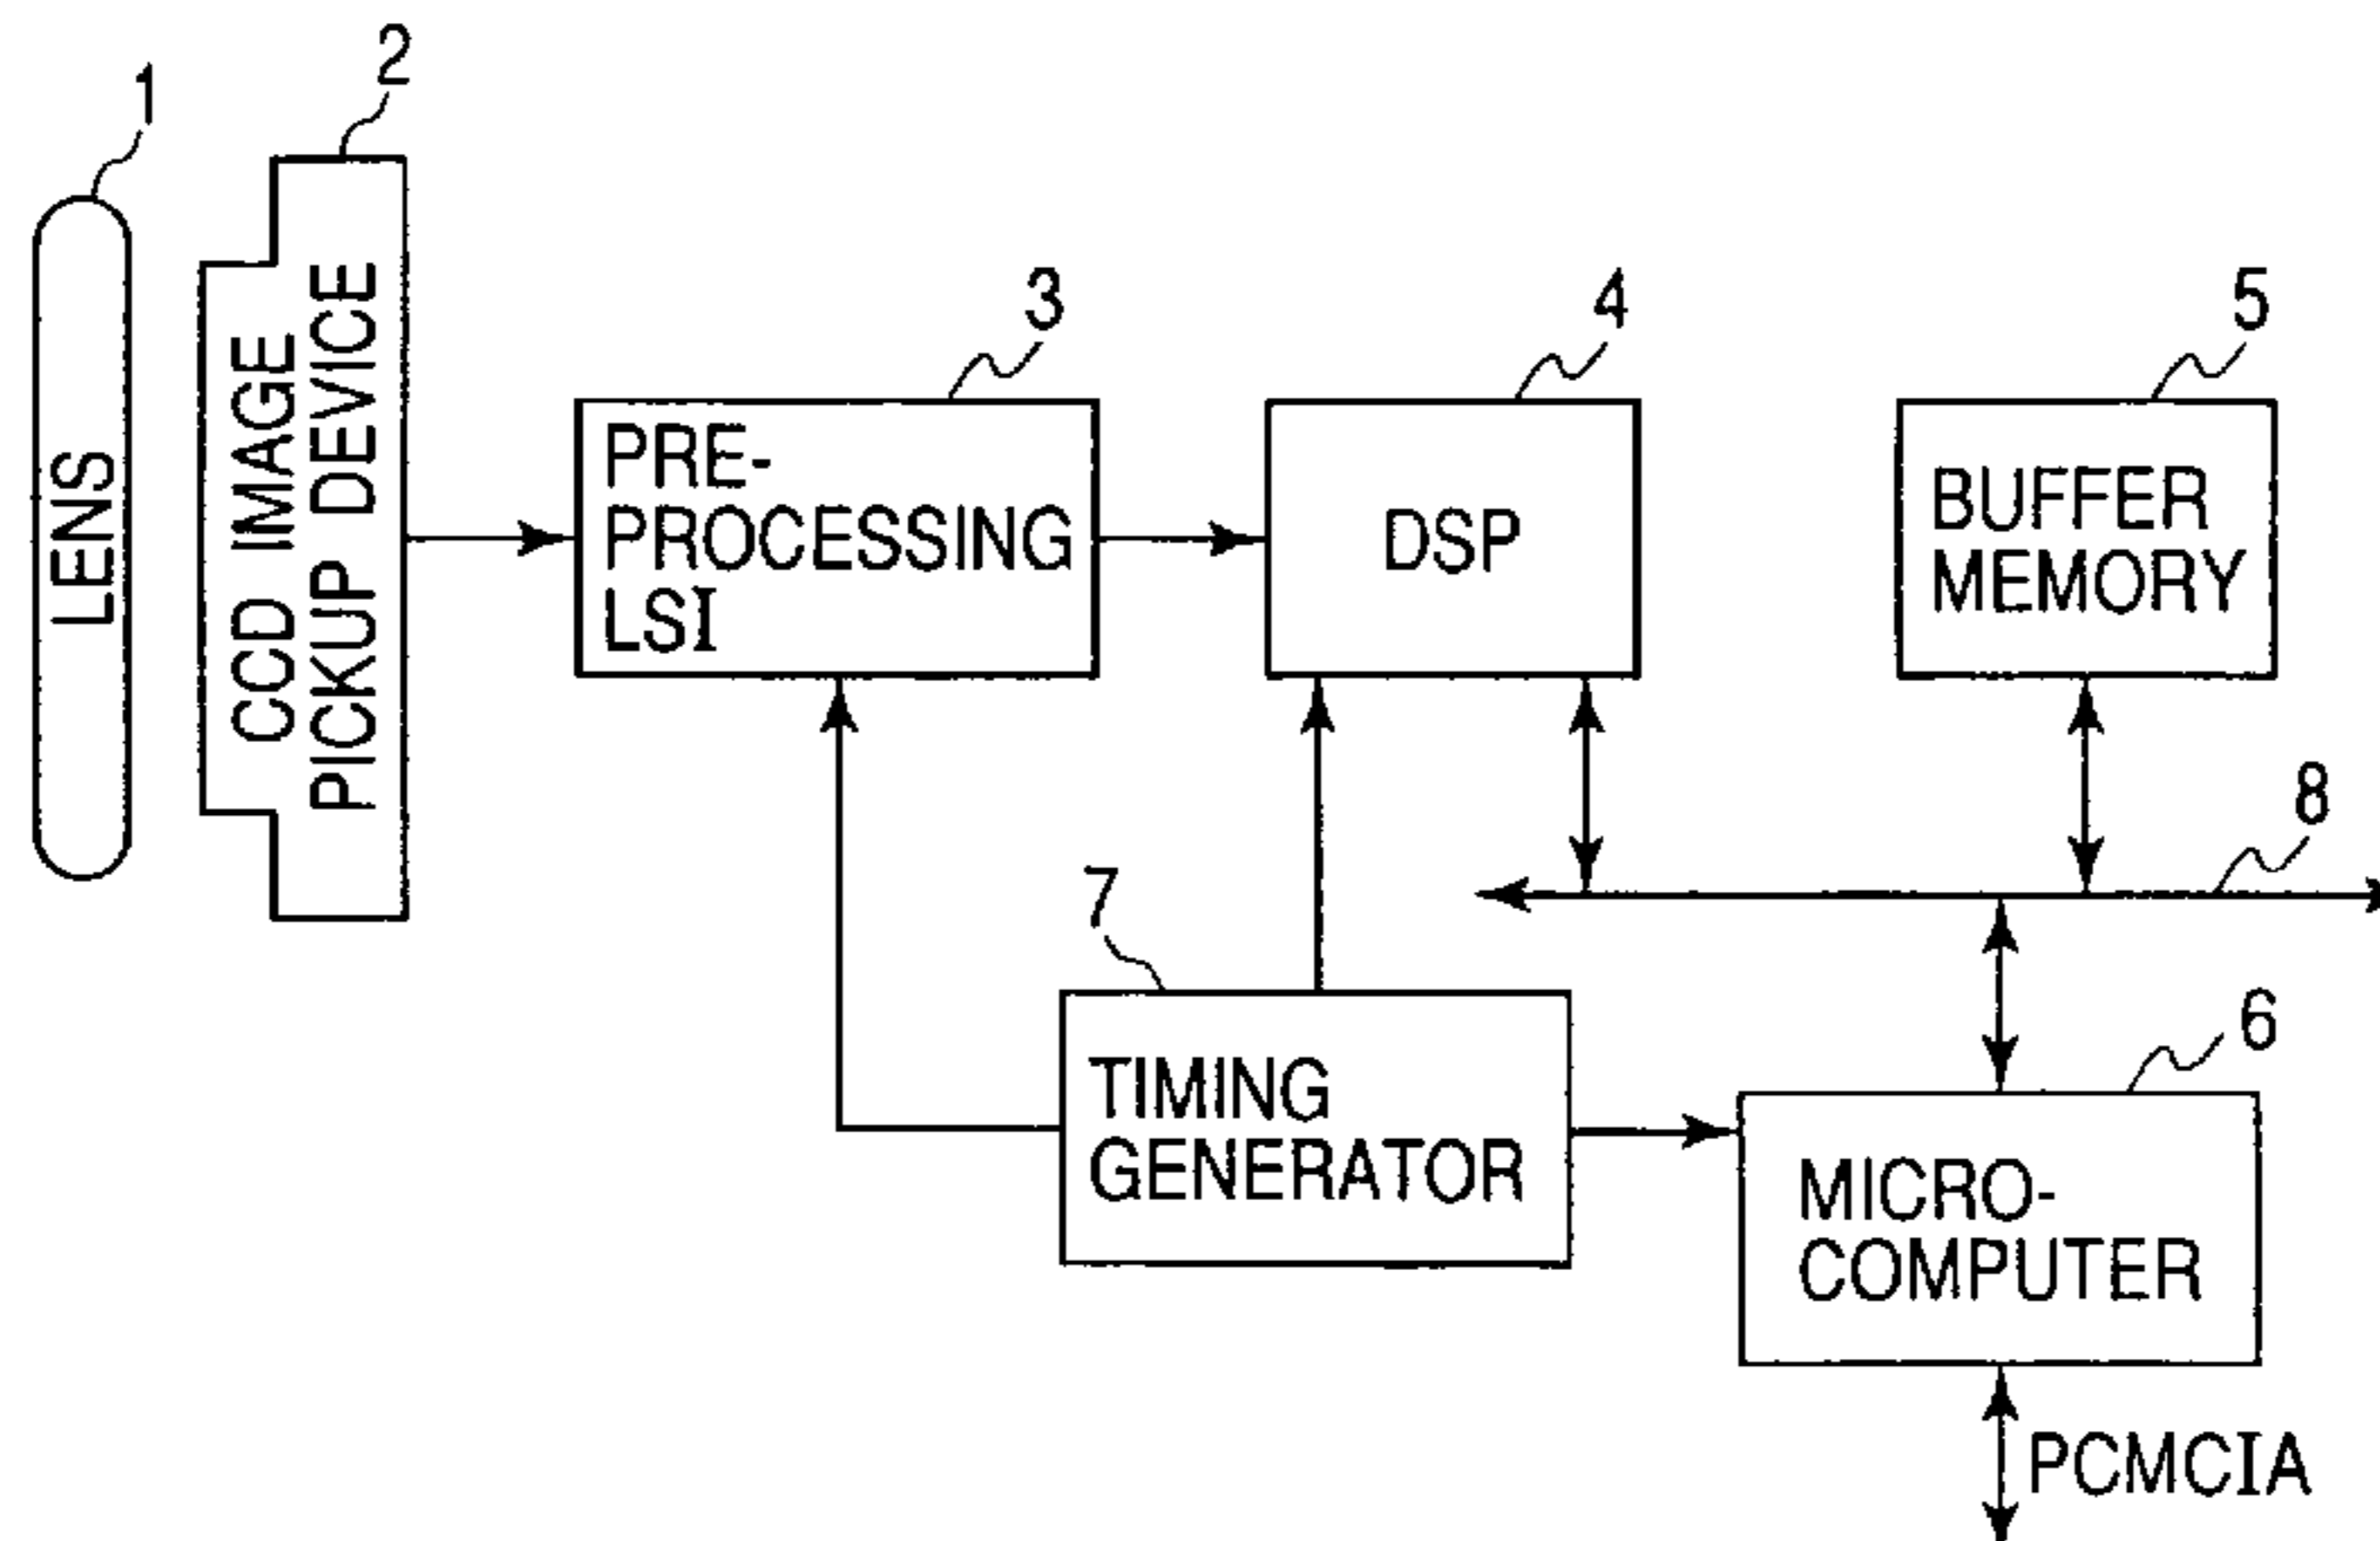 1
2
LENS
CCD IMAGE
PICKUP DEVICE
3
PRE-
PROCESSING
LSI
4
DSP
5
BUFFER
MEMORY
8
7
TIMING
GENERATOR
6
MICRO-
COMPUTER
PCMCIA